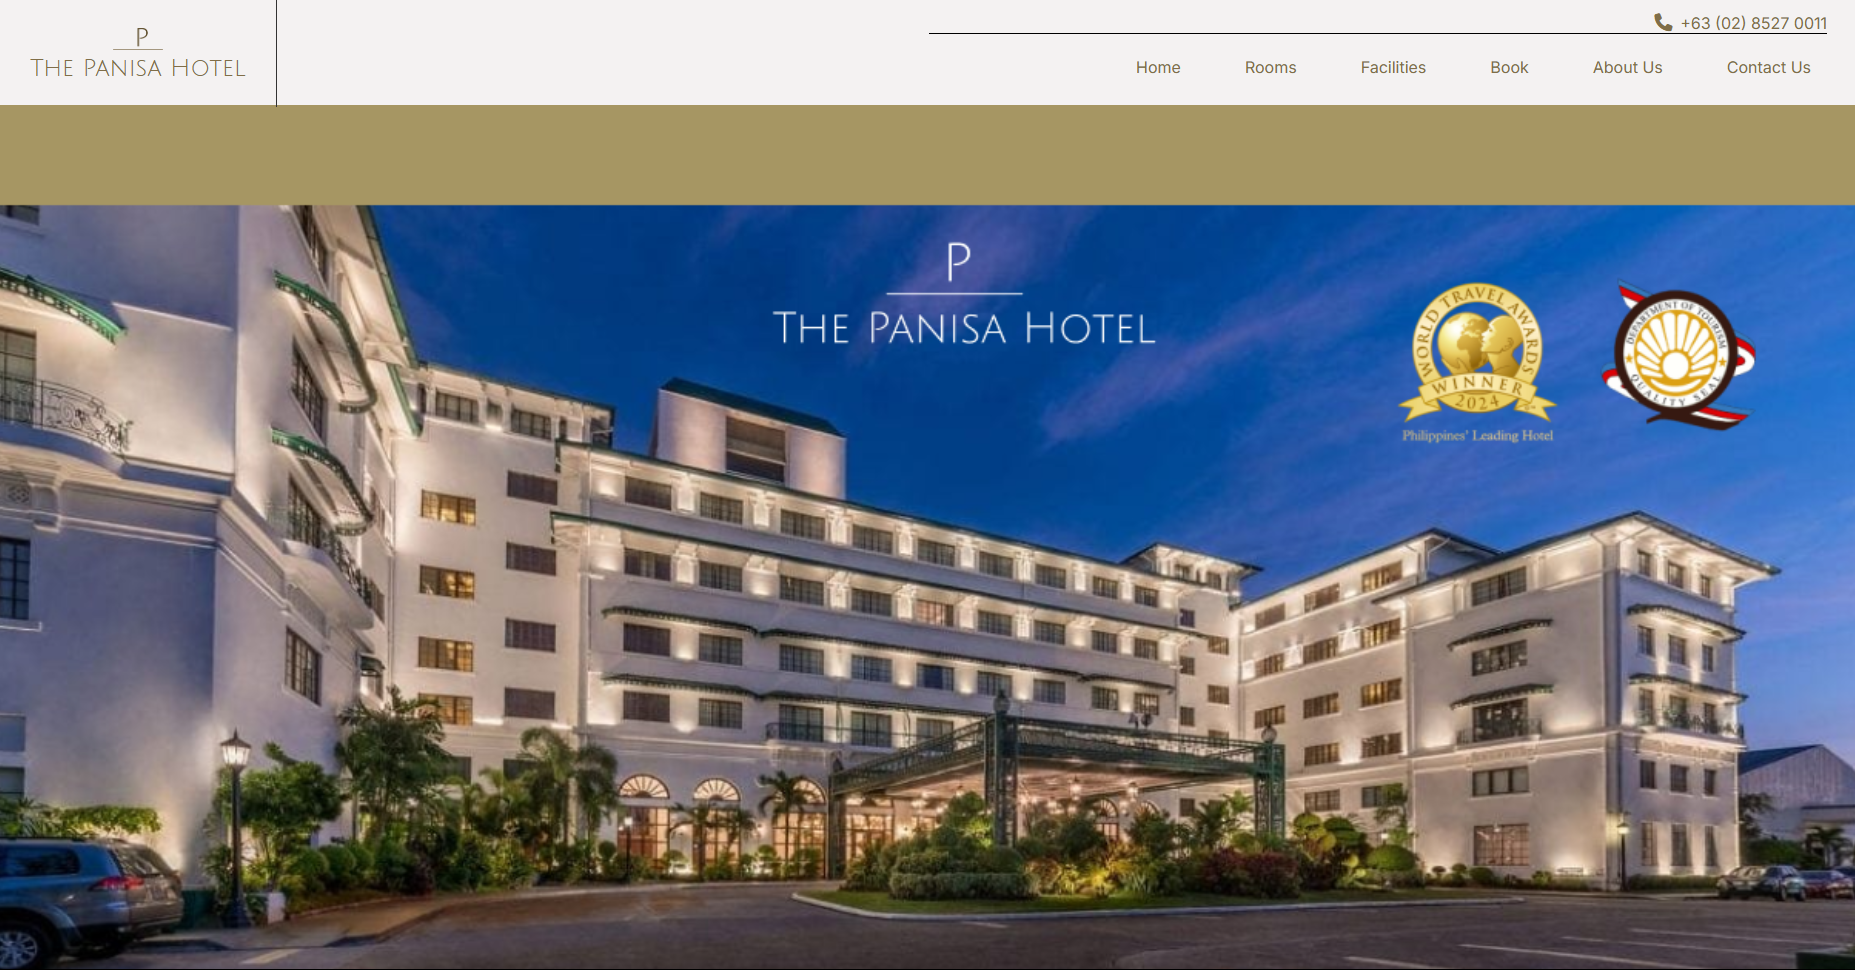 P
THE PANISA HOTEL
+63 (02) 8527 0011
Home
Rooms
Facilities
Book
About Us
Contact Us
P
THE PANISA HOTEL
WORLD TRAVEL AWARDS
WINNER
2024
Philippines' Leading Hotel
DEPARTMENT OF TOURISM
QUALITY SEAL